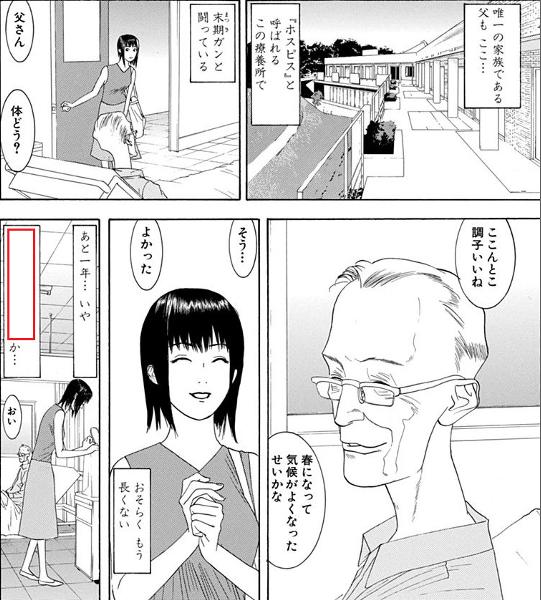 唯一の家族である
父も ここ…
『ホスピス』と
呼ばれる
この療養所で
末期ガンと
まっき
闘っている
父さん
体どう？
ここんとこ
調子いいね
春になって
気候がよくなった
せいかな
そう…
よかった
おそらく もう
長くない
あと一年… いや
か…
おい